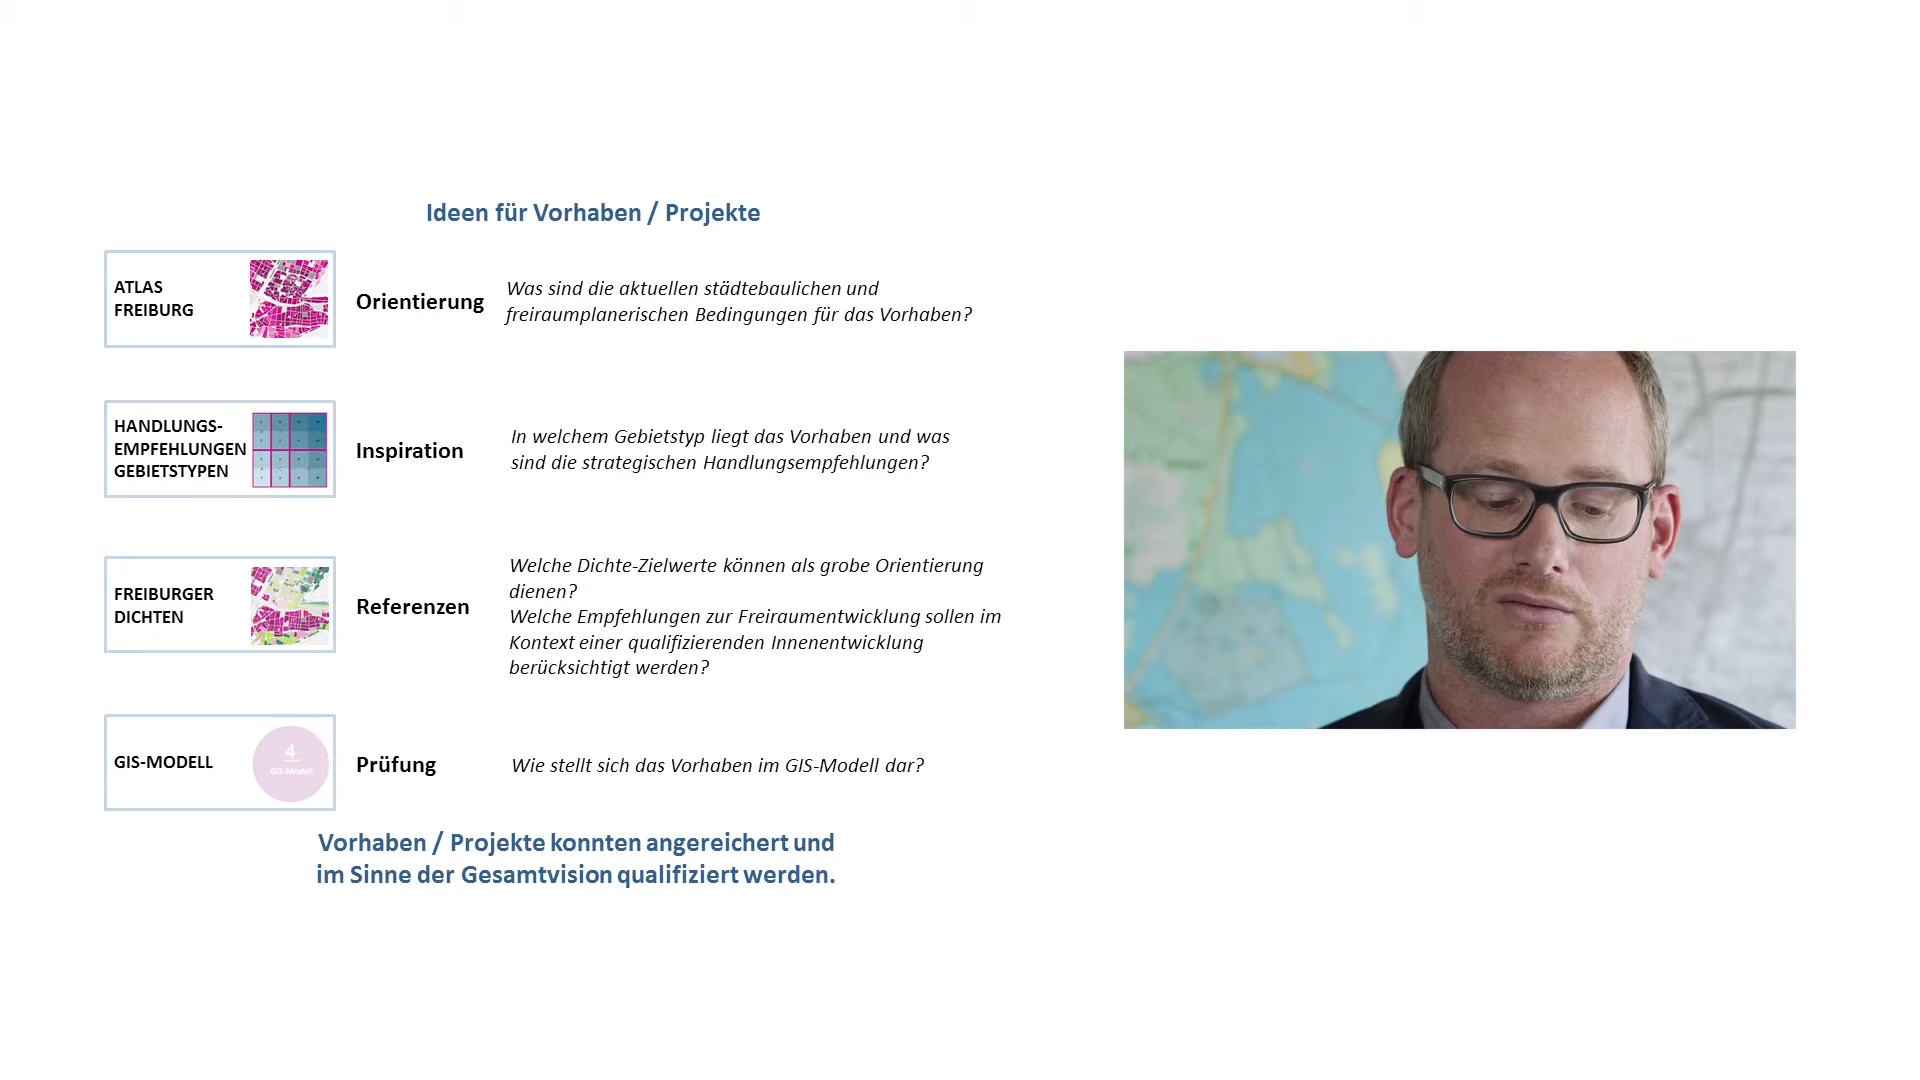 Ideen für Vorhaben / Projekte
ATLAS
FREIBURG
Orientierung
Was sind die aktuellen städtebaulichen und
freiraumplanerischen Bedingungen für das Vorhaben?
HANDLUNGS-
EMPFEHLUNGEN
GEBIETSTYPEN
Inspiration
In welchem Gebietstyp liegt das Vorhaben und was
sind die strategischen Handlungsempfehlungen?
FREIBURGER
DICHTEN
Referenzen
Welche Dichte-Zielwerte können als grobe Orientierung
dienen?
Welche Empfehlungen zur Freiraumentwicklung sollen im
Kontext einer qualifizierenden Innenentwicklung
berücksichtigt werden?
GIS-MODELL
4
GIS-Modell
Prüfung
Wie stellt sich das Vorhaben im GIS-Modell dar?
Vorhaben / Projekte konnten angereichert und
im Sinne der Gesamtvision qualifiziert werden.